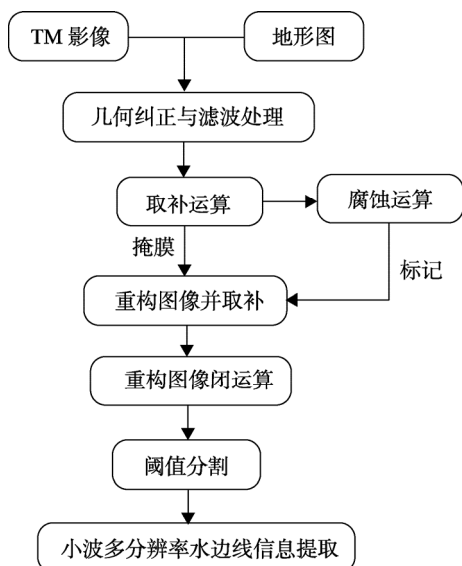 TM 影像
地形图
几何纠正与滤波处理
取补运算
腐蚀运算
掩膜
标记
重构图像并取补
重构图像闭运算
阈值分割
小波多分辨率水边线信息提取